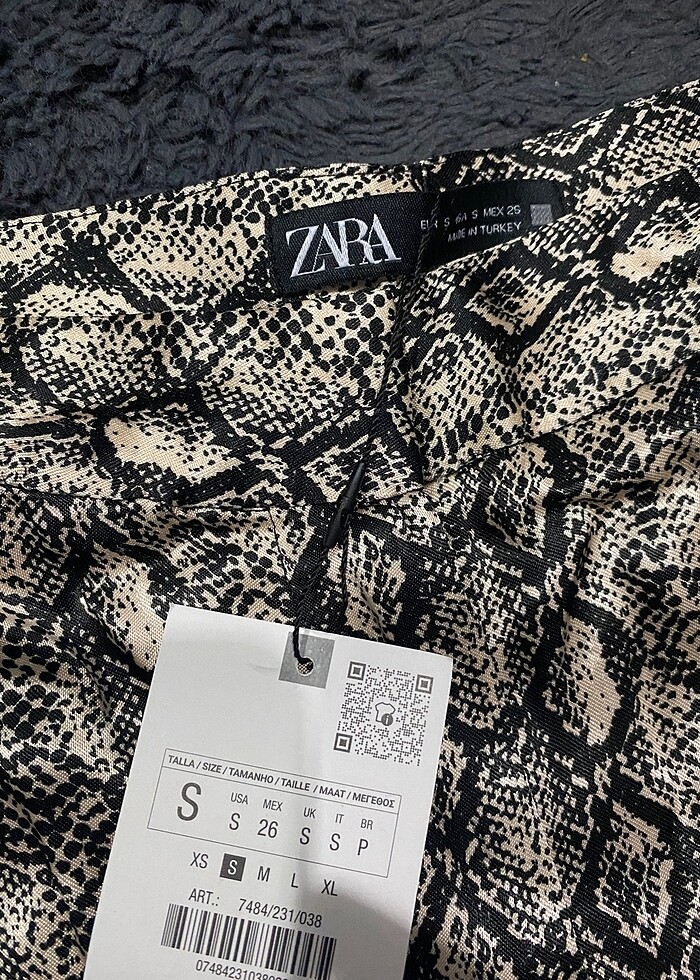 ZARA
S USA S MEX 26
MADE IN TURKEY
TALLA / SIZE / TAMANHO / TAILLE / MAAT / ΜΕΓΕΘΟΣ
USA MEX UK IT BR
S S 26 S S P
XS S M L XL
ART.: 7484/231/038